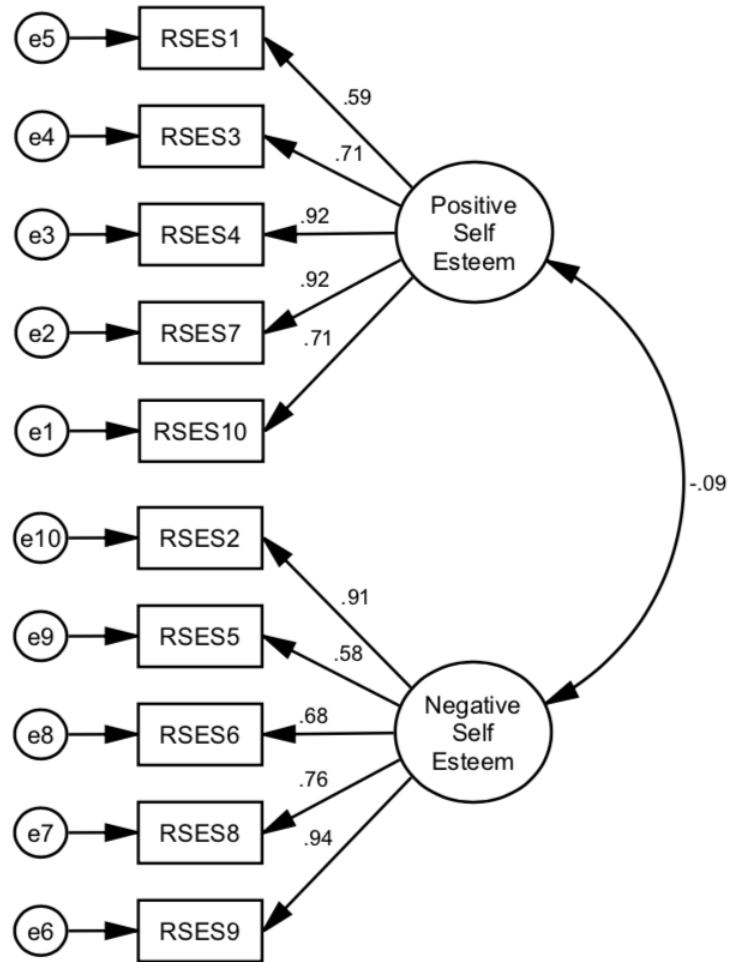 e5
RSES1
.59
e4
RSES3
.71
Positive
Self
Esteem
e3
RSES4
.92
e2
RSES7
.92
.71
e1
RSES10
-.09
e10
RSES2
.91
e9
RSES5
.58
Negative
Self
Esteem
e8
RSES6
.68
.76
e7
RSES8
.94
e6
RSES9